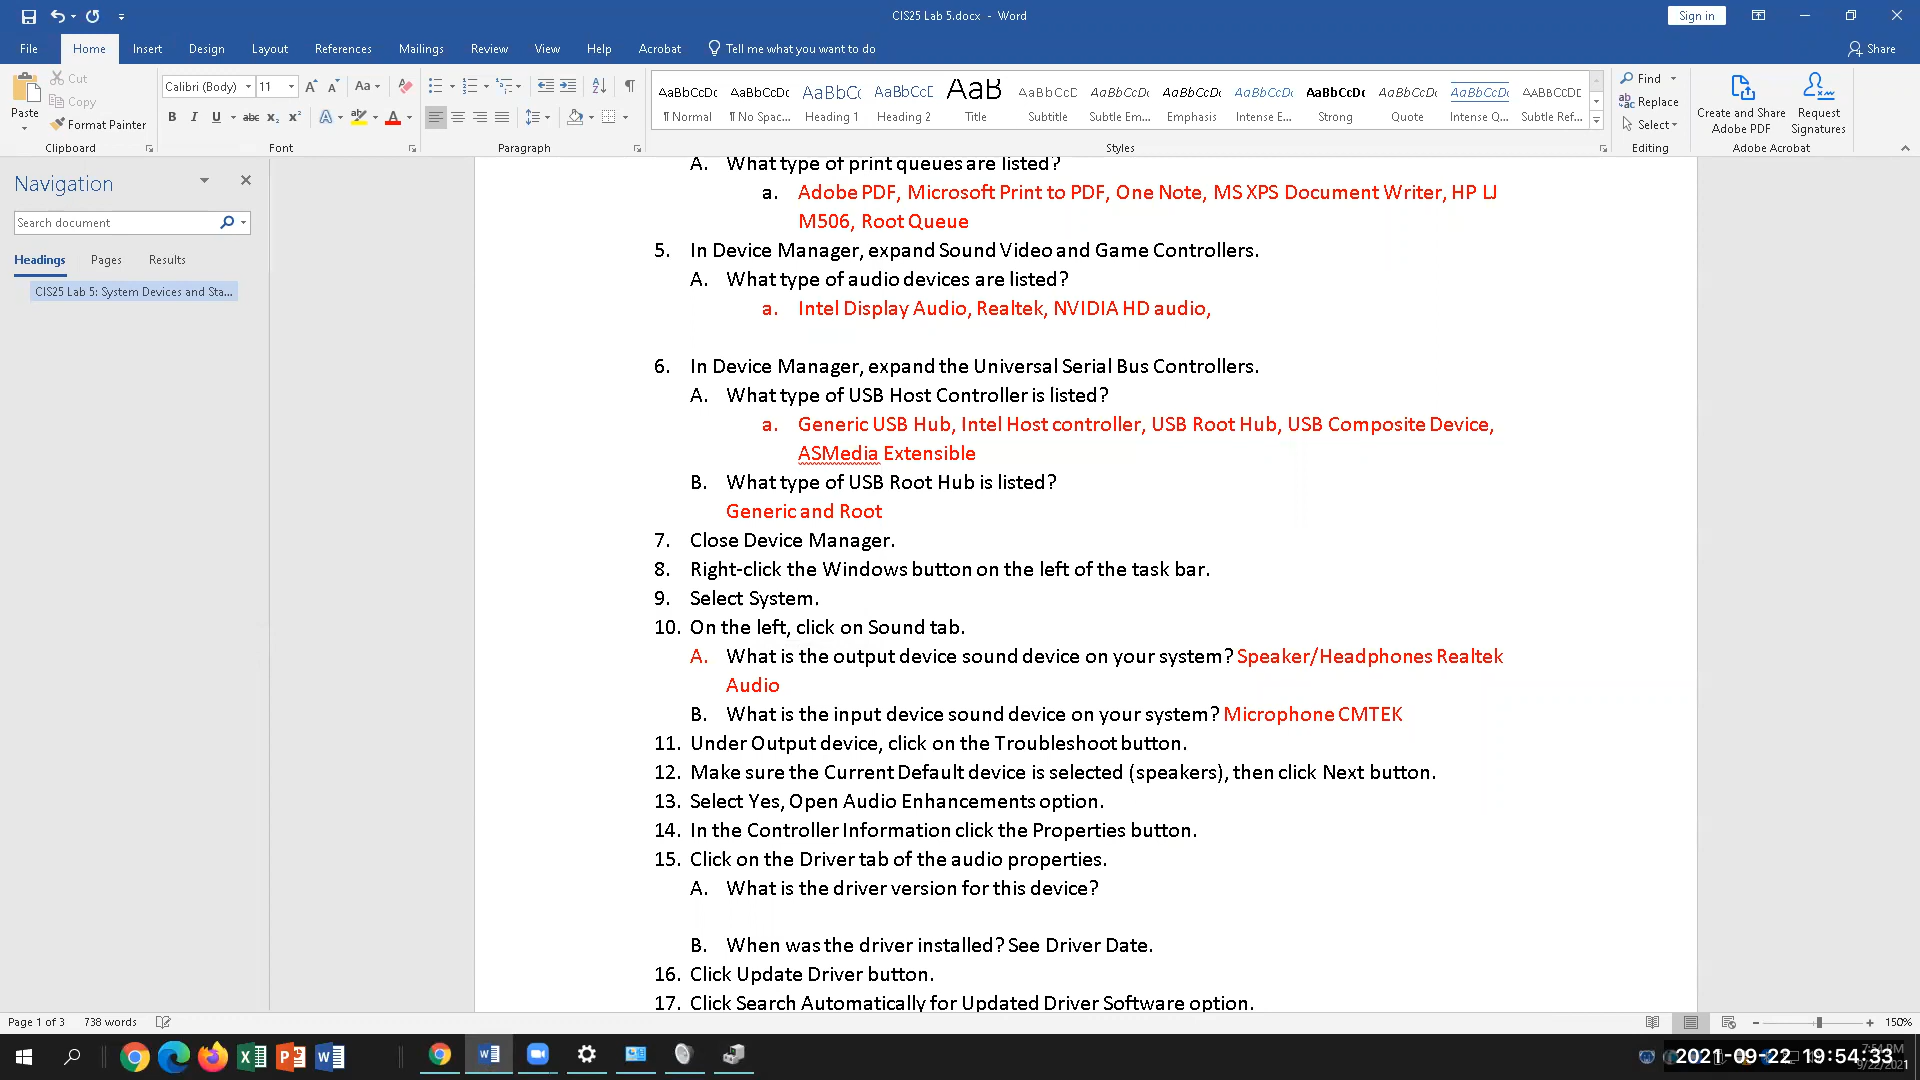 CIS25 Lab 5.docx - Word
Sign in
File Home Insert Design Layout References Mailings Review View Help Acrobat Tell me what you want to do Share
Paste
Cut
Copy
Format Painter
Calibri (Body) 11
Find
Replace
Select
Create and Share Adobe PDF
Request Signatures
AaBbCcDc AaBbCcDc AaBbC( AaBbCcE AaB AaBbCcD AaBbCcDc AaBbCcDc AaBbCcDc AaBbCcDc AaBbCcDc AaBbCcDc AABBCCDE
¶ Normal ¶ No Spac... Heading 1 Heading 2 Title Subtitle Subtle Em... Emphasis Intense E... Strong Quote Intense Q... Subtle Ref...
Clipboard Font Paragraph Styles Editing Adobe Acrobat
Navigation
Search document
Headings Pages Results
CIS25 Lab 5: System Devices and Sta...
A. What type of print queues are listed?
a. Adobe PDF, Microsoft Print to PDF, One Note, MS XPS Document Writer, HP LJ
M506, Root Queue
5. In Device Manager, expand Sound Video and Game Controllers.
A. What type of audio devices are listed?
a. Intel Display Audio, Realtek, NVIDIA HD audio,
6. In Device Manager, expand the Universal Serial Bus Controllers.
A. What type of USB Host Controller is listed?
a. Generic USB Hub, Intel Host controller, USB Root Hub, USB Composite Device,
ASMedia Extensible
B. What type of USB Root Hub is listed?
Generic and Root
7. Close Device Manager.
8. Right-click the Windows button on the left of the task bar.
9. Select System.
10. On the left, click on Sound tab.
A. What is the output device sound device on your system? Speaker/Headphones Realtek
Audio
B. What is the input device sound device on your system? Microphone CMTEK
11. Under Output device, click on the Troubleshoot button.
12. Make sure the Current Default device is selected (speakers), then click Next button.
13. Select Yes, Open Audio Enhancements option.
14. In the Controller Information click the Properties button.
15. Click on the Driver tab of the audio properties.
A. What is the driver version for this device?
B. When was the driver installed? See Driver Date.
16. Click Update Driver button.
17. Click Search Automatically for Updated Driver Software option.
Page 1 of 3 738 words 150%
2021-09-22 19:54:33
7:54 PM
9/22/2021